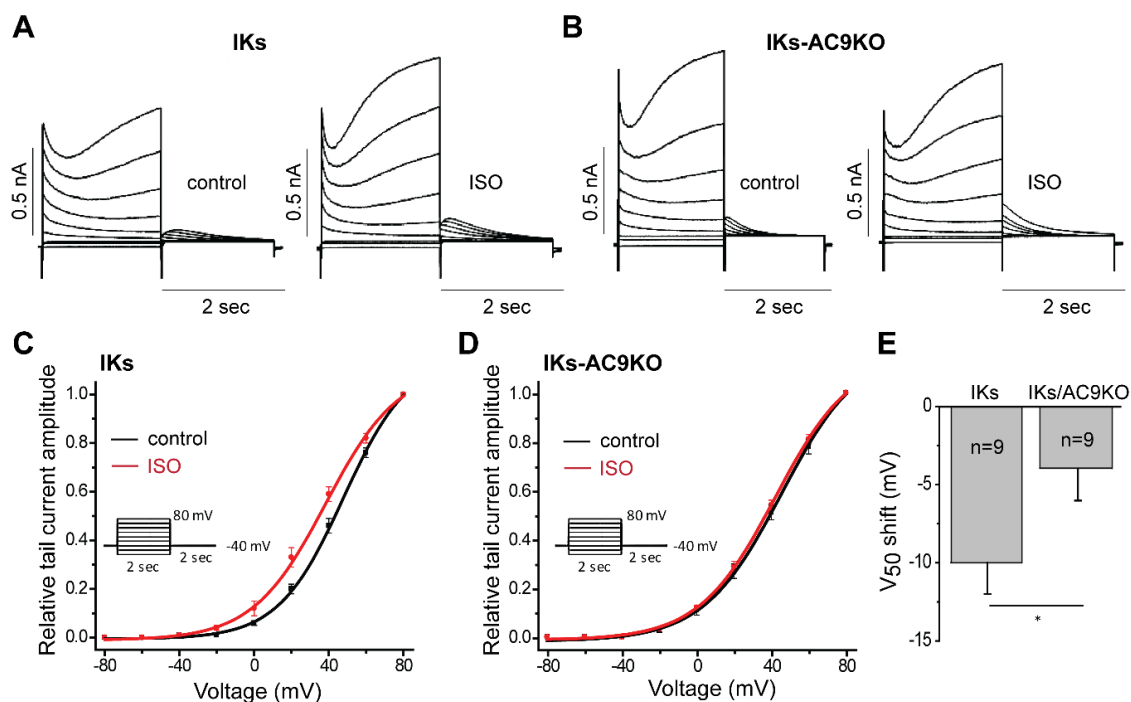 A
IKs
0.5 nA
control
2 sec
0.5 nA
ISO
2 sec
B
IKs-AC9KO
0.5 nA
control
2 sec
0.5 nA
ISO
2 sec
C
IKs
Relative tail current amplitude
1.0
0.8
0.6
0.4
0.2
0.0
control
ISO
80 mV
-40 mV
2 sec
2 sec
-80
-40
0
40
80
Voltage (mV)
D
IKs-AC9KO
Relative tail current amplitude
1.0
0.8
0.6
0.4
0.2
0.0
control
ISO
80 mV
-40 mV
2 sec
2 sec
-80
-40
0
40
80
Voltage (mV)
E
IKs
IKs/AC9KO
V50 shift (mV)
0
-5
-10
-15
n=9
n=9
*